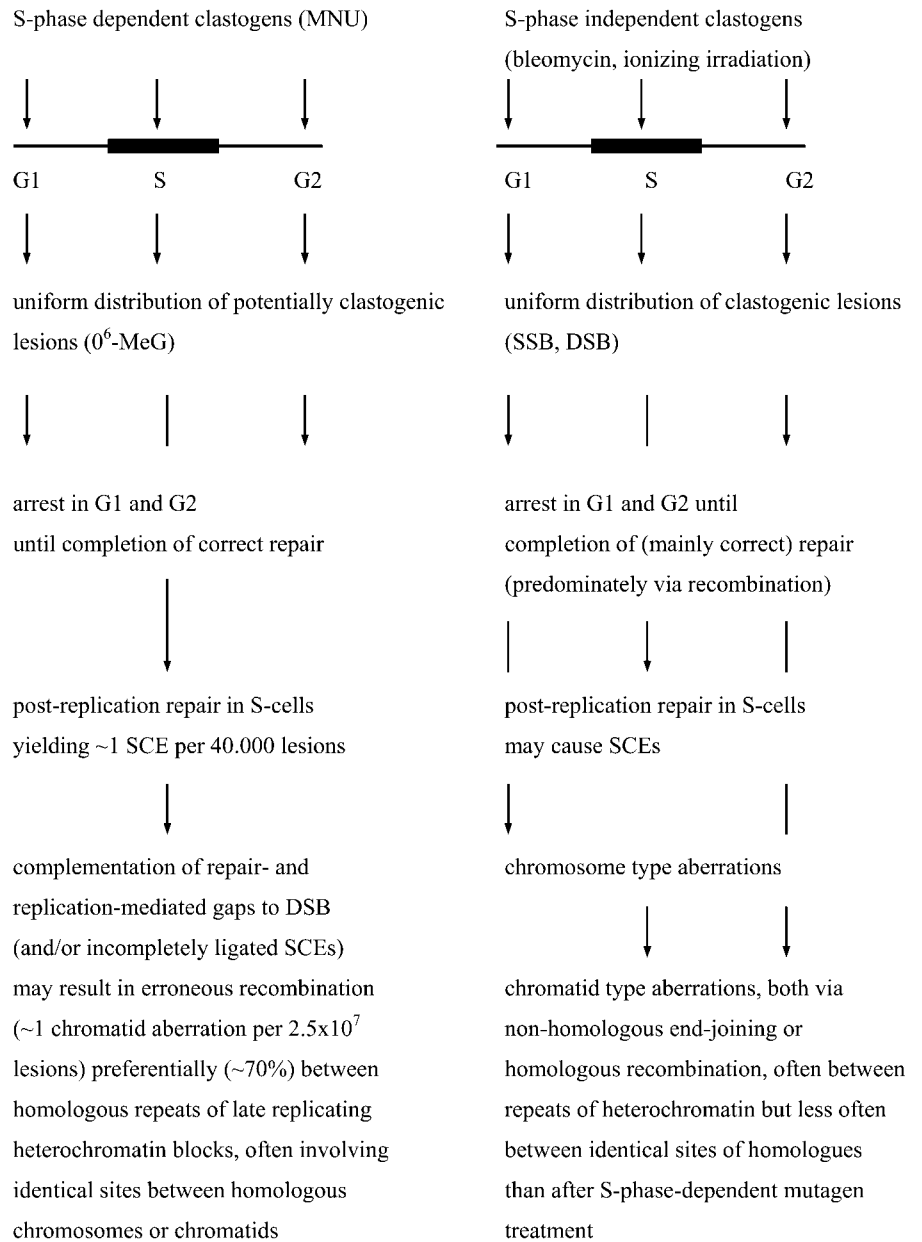 S-phase dependent clastogens (MNU)
G1 S G2
uniform distribution of potentially clastogenic
lesions (0⁶-MeG)
arrest in G1 and G2
until completion of correct repair
post-replication repair in S-cells
yielding ~1 SCE per 40.000 lesions
complementation of repair- and
replication-mediated gaps to DSB
(and/or incompletely ligated SCEs)
may result in erroneous recombination
(~1 chromatid aberration per 2.5x10⁷
lesions) preferentially (~70%) between
homologous repeats of late replicating
heterochromatin blocks, often involving
identical sites between homologous
chromosomes or chromatids
S-phase independent clastogens
(bleomycin, ionizing irradiation)
G1 S G2
uniform distribution of clastogenic lesions
(SSB, DSB)
arrest in G1 and G2 until
completion of (mainly correct) repair
(predominately via recombination)
post-replication repair in S-cells
may cause SCEs
chromosome type aberrations
chromatid type aberrations, both via
non-homologous end-joining or
homologous recombination, often between
repeats of heterochromatin but less often
between identical sites of homologues
than after S-phase-dependent mutagen
treatment